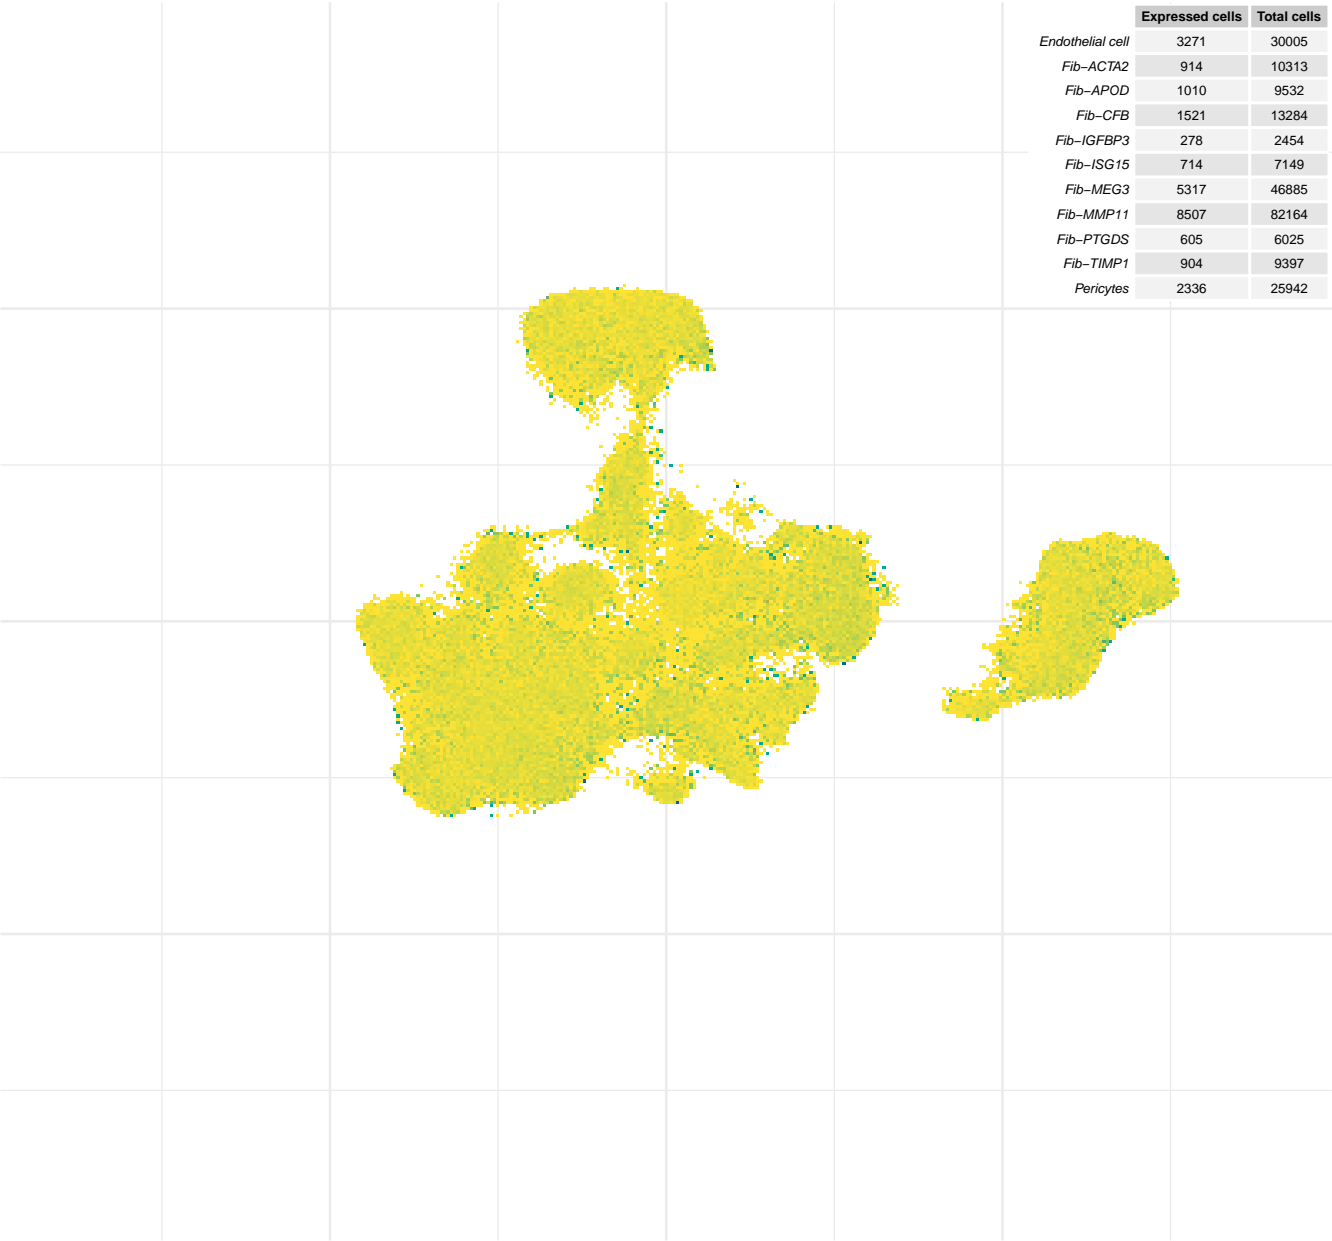 Expressed cells Total cells
Endothelial cell 3271 30005
Fib−ACTA2 914 10313
Fib−APOD 1010 9532
Fib−CFB 1521 13284
Fib−IGFBP3 278 2454
Fib−ISG15 714 7149
Fib−MEG3 5317 46885
Fib−MMP11 8507 82164
Fib−PTGDS 605 6025
Fib−TIMP1 904 9397
Pericytes 2336 25942